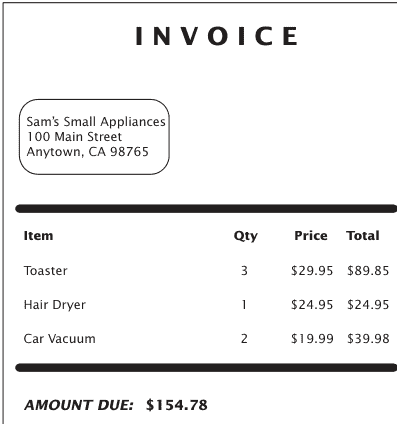 INVOICE
Sam's Small Appliances
100 Main Street
Anytown, CA 98765
Item Qty Price Total
Toaster 3 $29.95 $89.85
Hair Dryer 1 $24.95 $24.95
Car Vacuum 2 $19.99 $39.98
AMOUNT DUE: $154.78